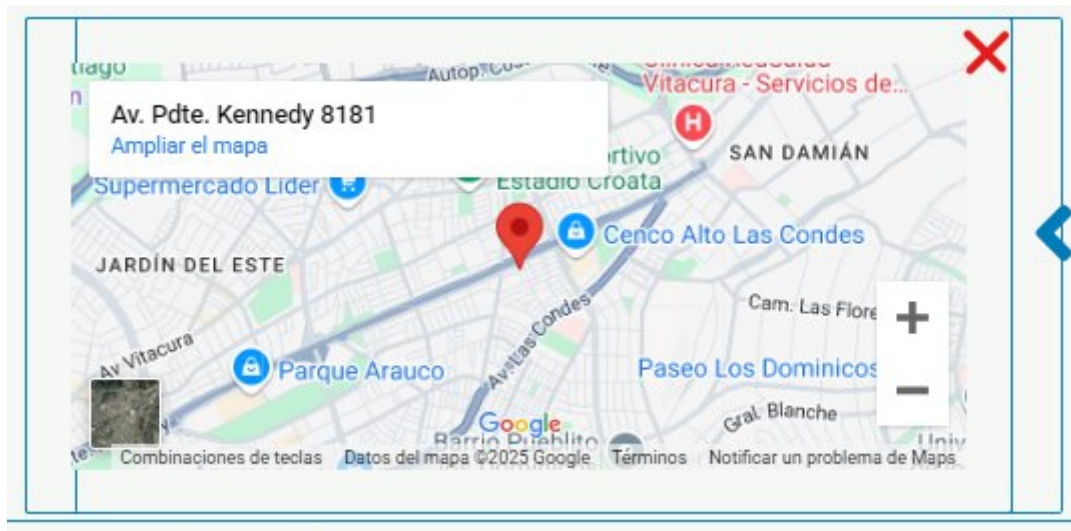 Av. Pdte. Kennedy 8181
Ampliar el mapa
Vitacura - Servicios de...
H
SAN DAMIÁN
Supermercado Lider
Estadio Croata
Cenco Alto Las Condes
JARDÍN DEL ESTE
Cam. Las Flore
Av Vitacura
Av. Las Condes
Parque Arauco
Paseo Los Dominicos
Gral. Blanche
Google
Barrio Pueblito
Combinaciones de teclas Datos del mapa ©2025 Google Términos Notificar un problema de Maps